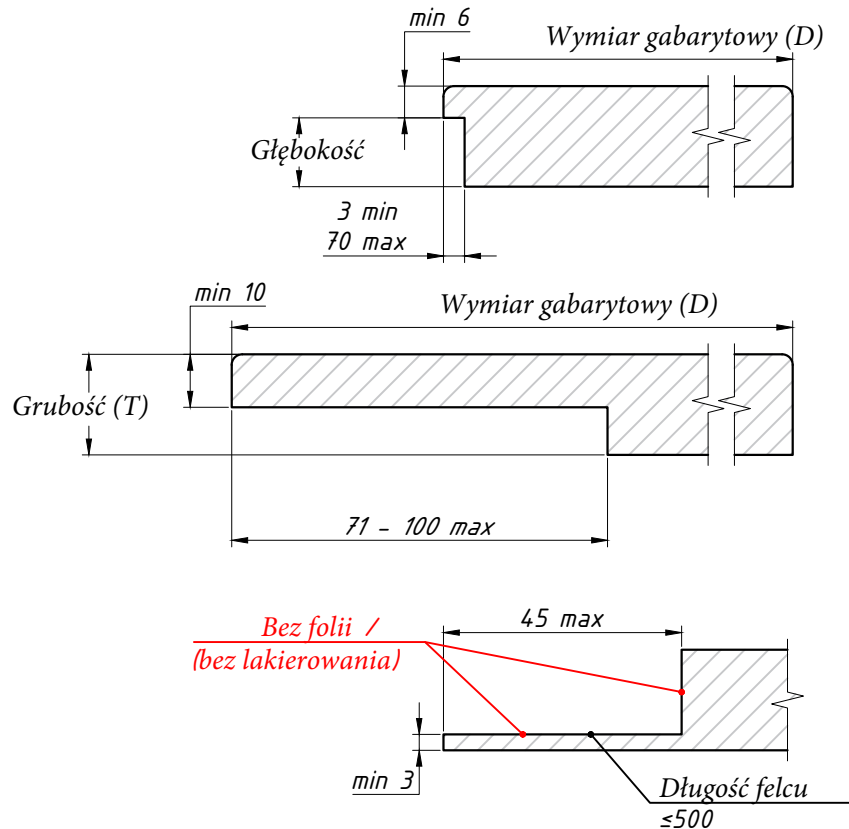 min 6
Wymiar gabarytowy (D)
Głębokość
3 min
70 max
min 10
Wymiar gabarytowy (D)
Grubość (T)
71 - 100 max
Bez folii /
(bez lakierowania)
45 max
min 3
Długość felcu
≤500